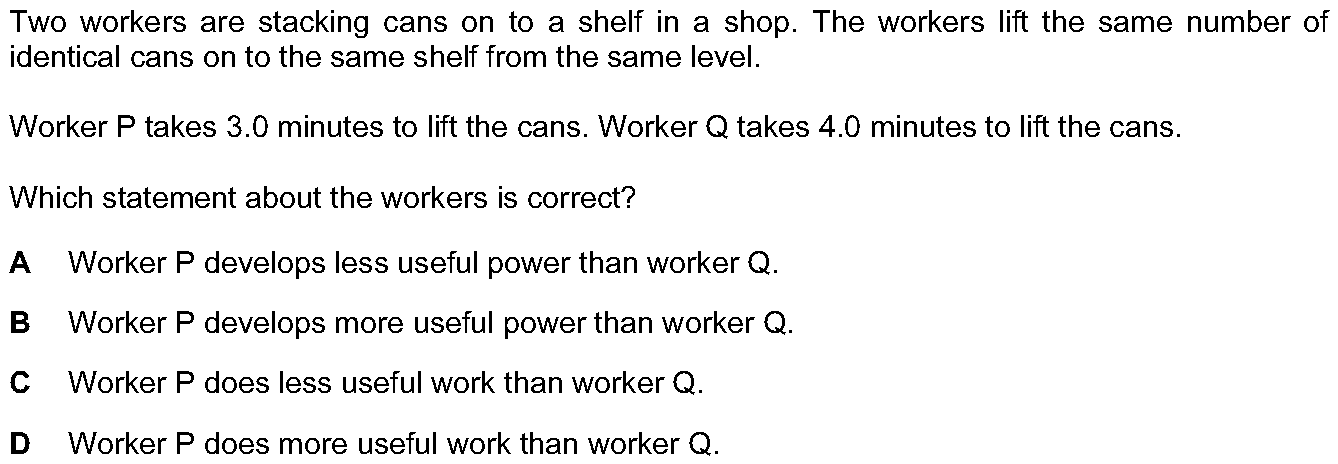 Two workers are stacking cans on to a shelf in a shop. The workers lift the same number of
identical cans on to the same shelf from the same level.
Worker P takes 3.0 minutes to lift the cans. Worker Q takes 4.0 minutes to lift the cans.
Which statement about the workers is correct?
A Worker P develops less useful power than worker Q.
B Worker P develops more useful power than worker Q.
C Worker P does less useful work than worker Q.
D Worker P does more useful work than worker Q.